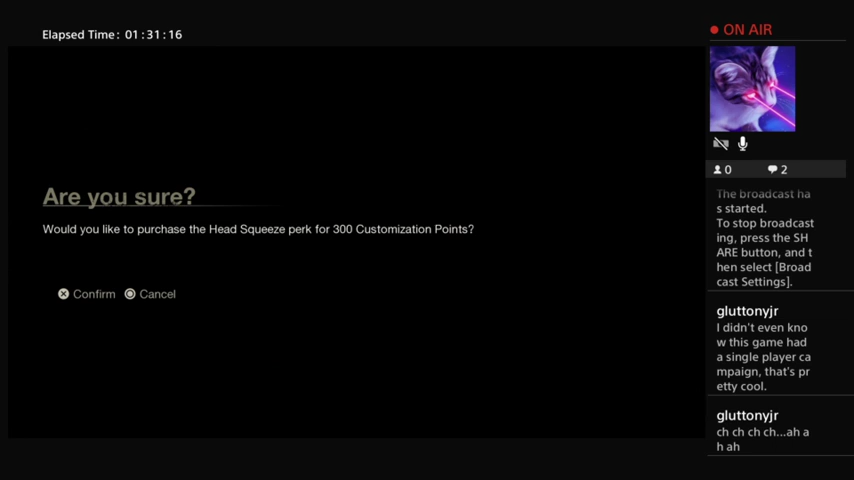 Elapsed Time: 01:31:16
ON AIR
0
2
Are you sure?
Would you like to purchase the Head Squeeze perk for 300 Customization Points?
Confirm
Cancel
The broadcast ha
s started.
To stop broadcast
ing, press the SH
ARE button, and t
hen select [Broad
cast Settings].
gluttonyjr
I didn't even kno
w this game had
a single player ca
mpaign, that's pr
etty cool.
gluttonyjr
ch ch ch ch...ah a
h ah